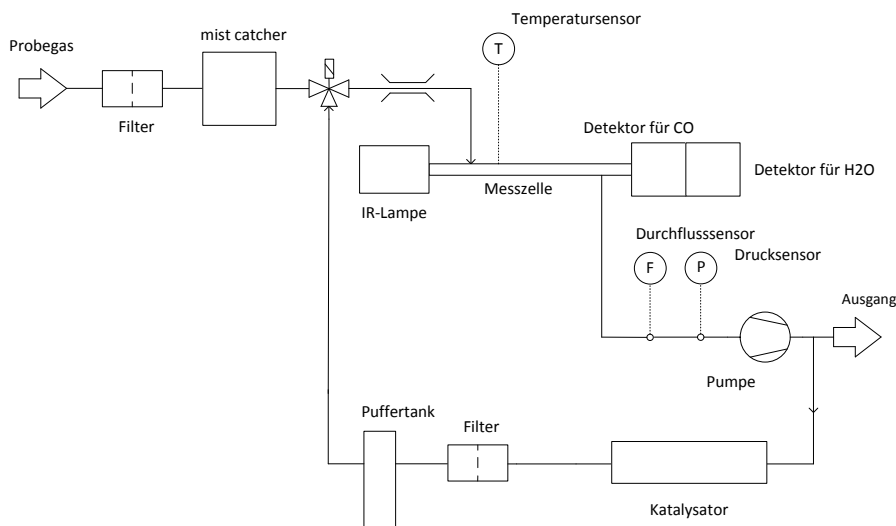 Temperatursensor
mist catcher
Probegas
T
Filter
Detektor für CO
Detektor für H2O
Messzelle
IR-Lampe
Durchflusssensor
Drucksensor
F
P
Ausgang
Pumpe
Puffertank
Filter
Katalysator